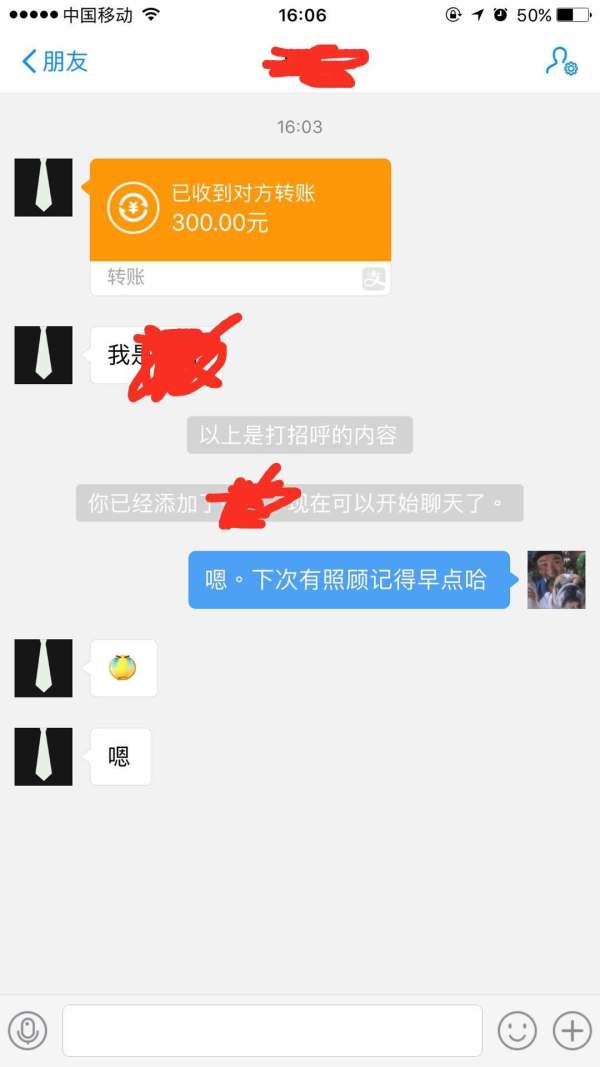 中国移动
16:06
50%
朋友
16:03
已收到对方转账
300.00元
转账
我是
以上是打招呼的内容
你已经添加了 现在可以开始聊天了。
嗯。下次有照顾记得早点哈
嗯